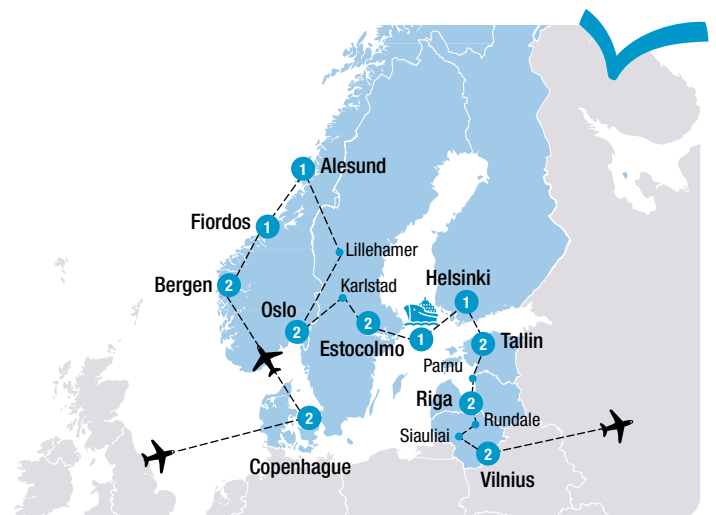 1
Alesund
Fiordos
1
Lillehamer
Bergen
2
Karlstad
Helsinki
1
Oslo
2
2
Estocolmo
1
2
Tallin
Parnu
Riga
2
Rundale
Siauliai
2
Vilnius
2
Copenhague